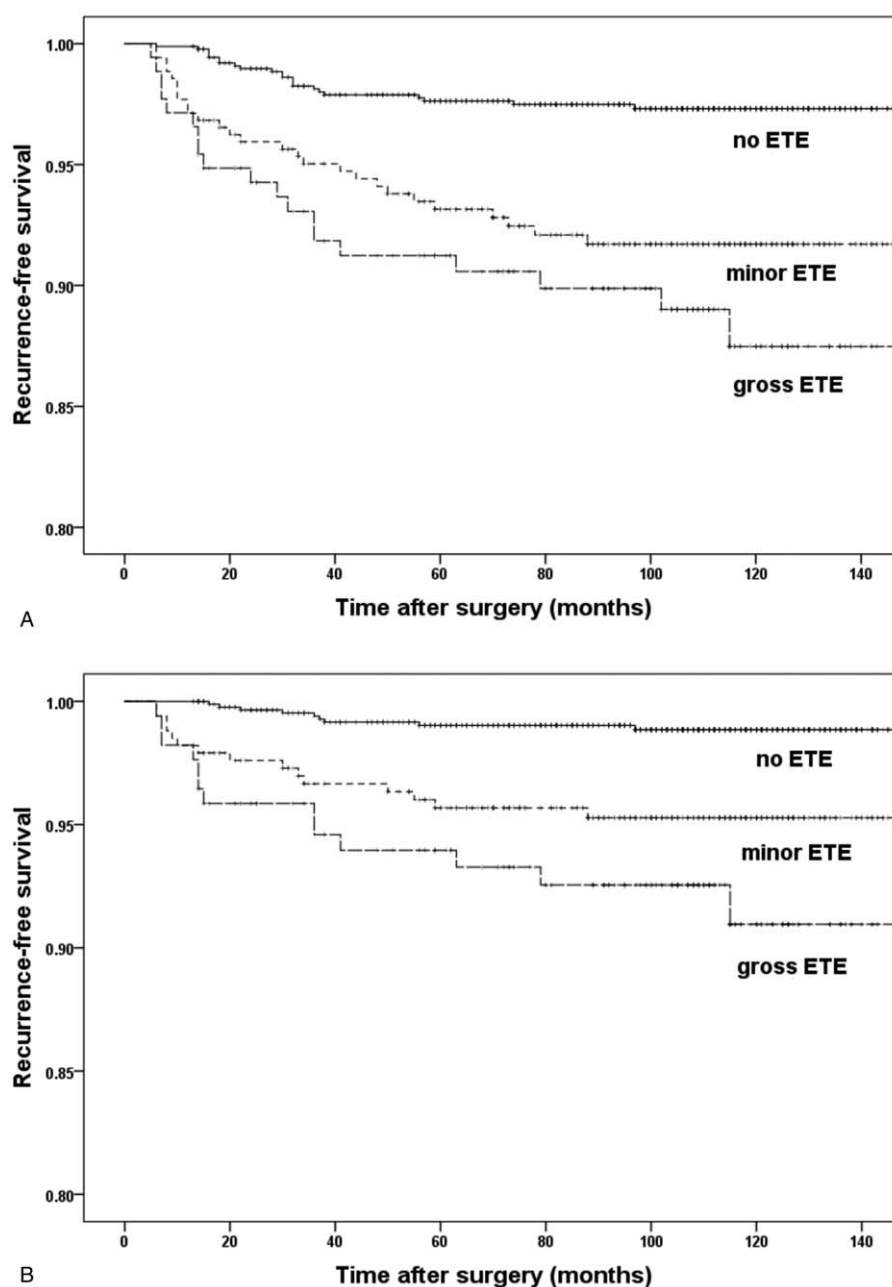 1.00
0.95
0.90
0.85
0.80
Recurrence-free survival
no ETE
minor ETE
gross ETE
0 20 40 60 80 100 120 140
Time after surgery (months)
A
1.00
0.95
0.90
0.85
0.80
Recurrence-free survival
no ETE
minor ETE
gross ETE
0 20 40 60 80 100 120 140
Time after surgery (months)
B